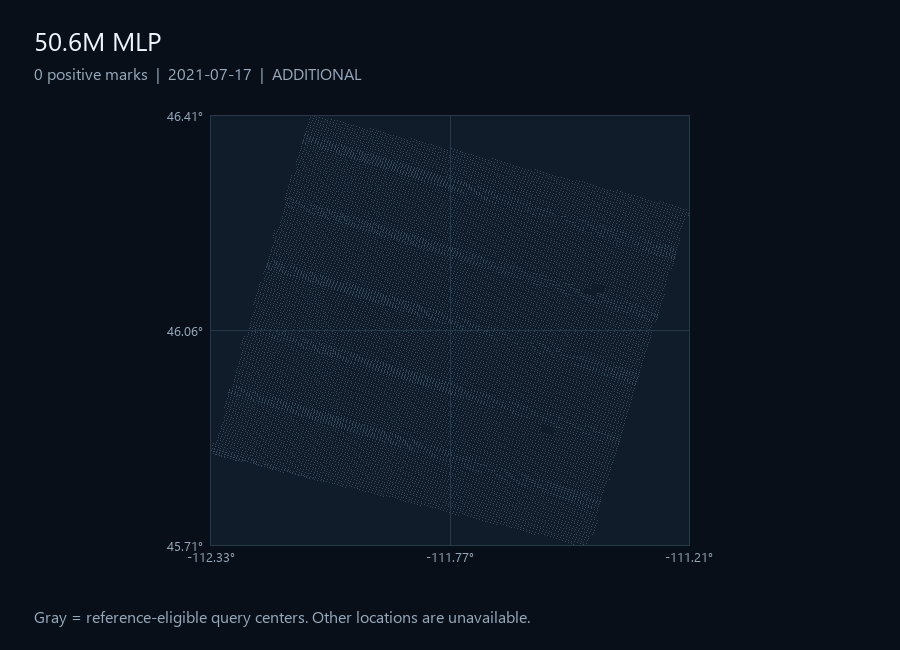 50.6M MLP
0 positive marks | 2021-07-17 | ADDITIONAL
46.41°
46.06°
45.71°
-112.33°
-111.77°
-111.21°
Gray = reference-eligible query centers. Other locations are unavailable.